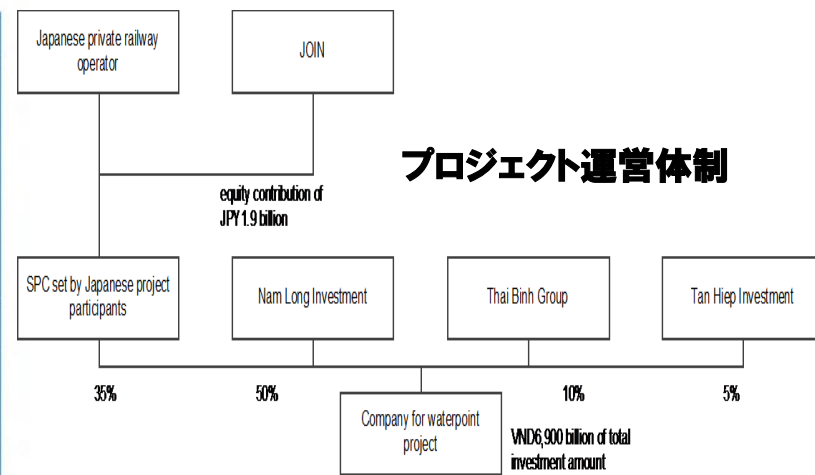 Japanese private railway
operator
JOIN
プロジェクト運営体制
equity contribution of
JPY1.9 billion
SPC set by Japanese project
participants
Nam Long Investment
Thai Binh Group
Tan Hiep Investment
35%
50%
10%
5%
Company for waterpoint
project
VND6,900 billion of total
investment amount